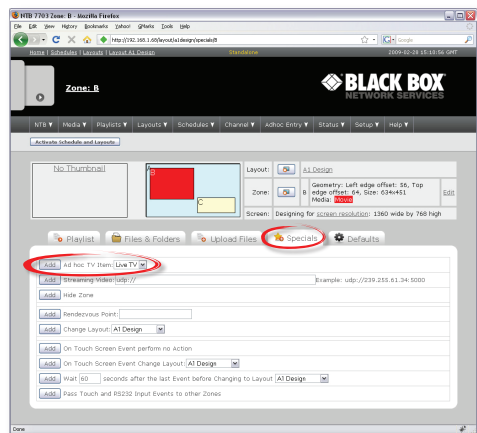 NTB 7703 Zone: B - Mozilla Firefox
File Edit View History Bookmarks Yahoo! QMarks Tools Help
http://192.168.1.68/layout/a1design/specials/B
Google
Home | Schedules | Layouts | Layout A1 Design Standalone 2009-02-20 15:10:56 GMT
Zone: B
BLACK BOX
NETWORK SERVICES
NTB Media Playlists Layouts Schedules Channel Adhoc Entry Status Setup Help
Activate Schedule and Layouts
No Thumbnail
A
B
C
Layout: A1 Design
Zone: B Geometry: Left edge offset: 56, Top edge offset: 64, Size: 634x451
Media: Movie
Edit
Screen: Designing for screen resolution: 1360 wide by 768 high
Playlist Files & Folders Upload Files Specials Defaults
Add Ad hoc TV Item: Live TV
Add Streaming Video: udp:// Example: udp://239.255.61.34:5000
Add Hide Zone
Add Rendezvous Point:
Add Change Layout: A1 Design
Add On Touch Screen Event perform no Action
Add On Touch Screen Event Change Layout: A1 Design
Add Wait 60 seconds after the last Event before Changing to Layout A1 Design
Add Pass Touch and RS232 Input Events to other Zones
Done